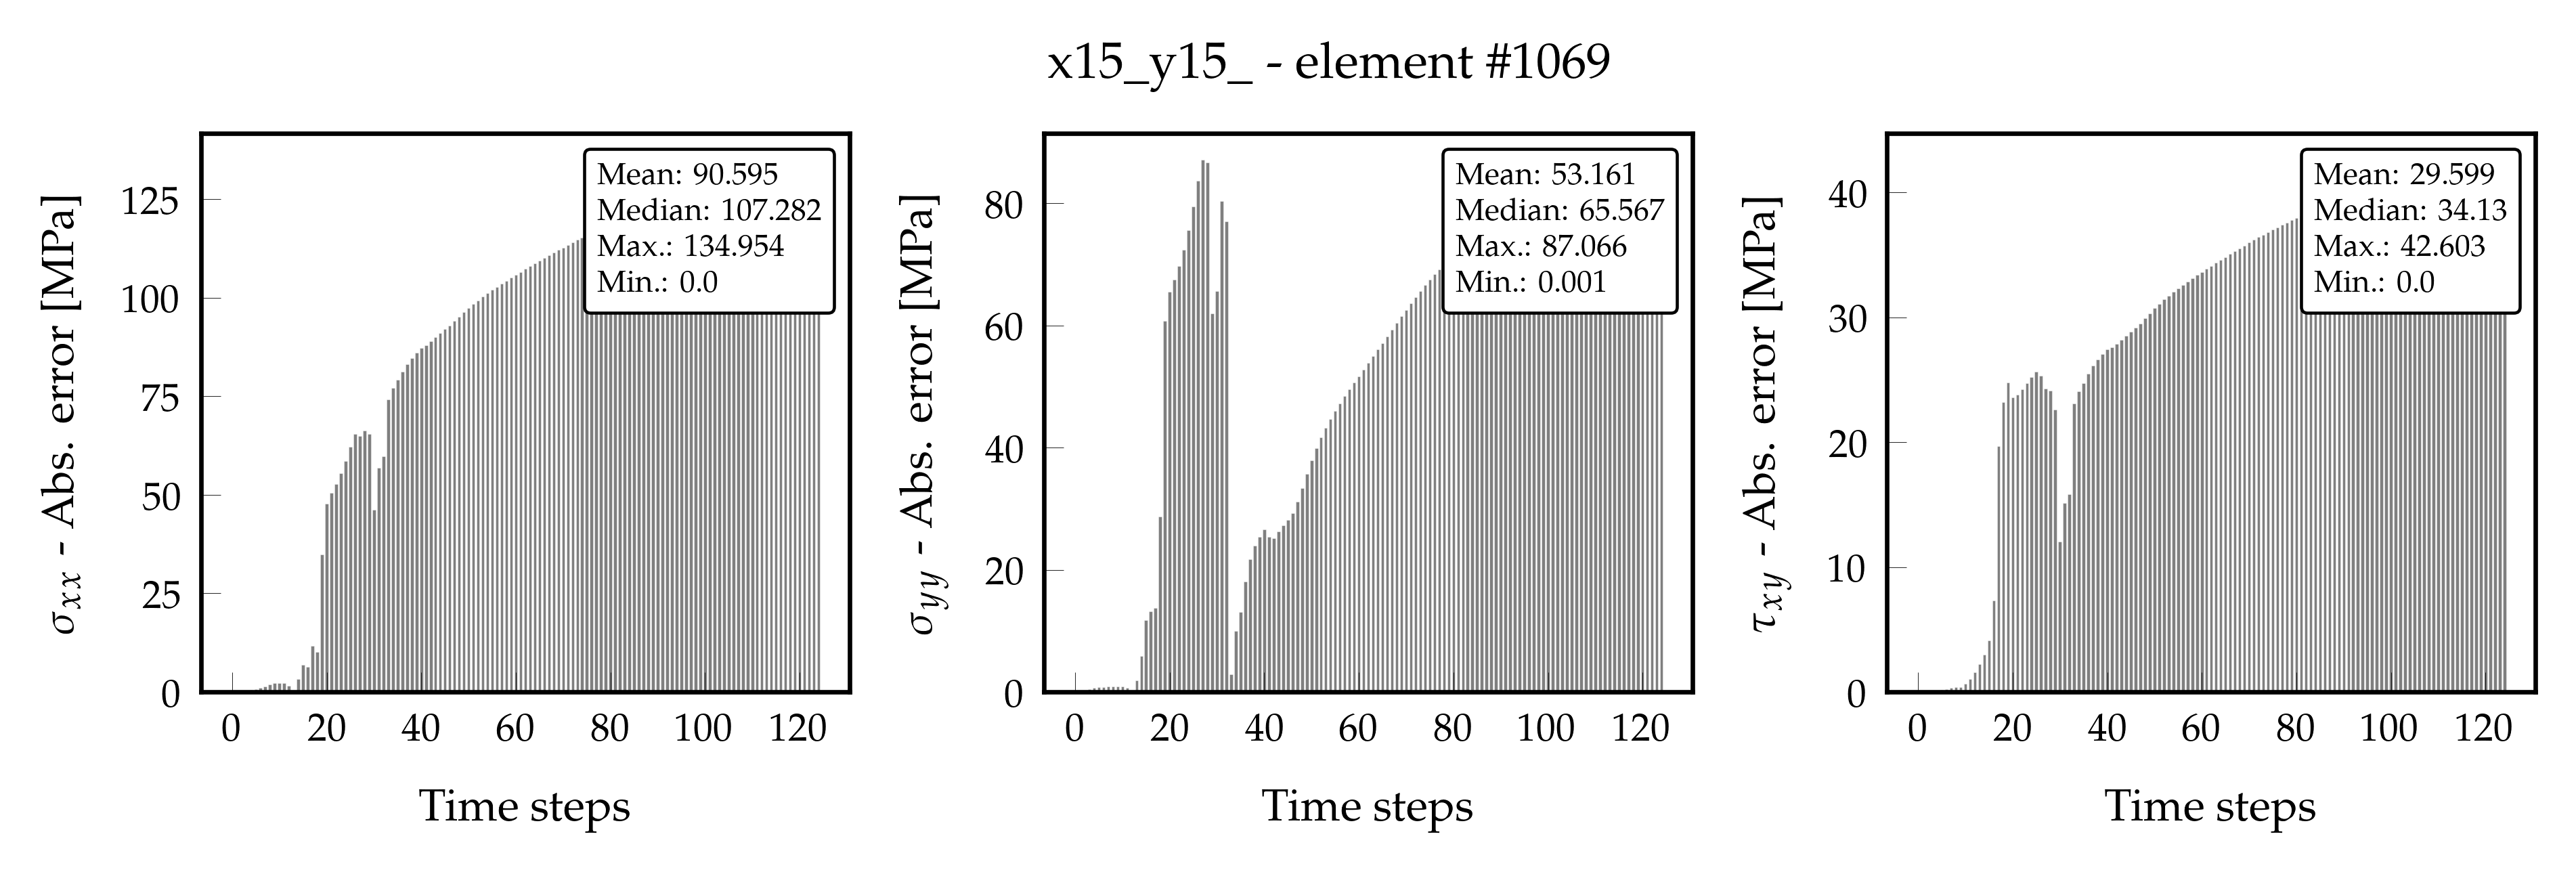 x15_y15_ - element #1069
σxx - Abs. error [MPa]
125
100
75
50
25
0
Mean: 90.595
Median: 107.282
Max.: 134.954
Min.: 0.0
0 20 40 60 80 100 120
Time steps
σyy - Abs. error [MPa]
80
60
40
20
0
Mean: 53.161
Median: 65.567
Max.: 87.066
Min.: 0.001
0 20 40 60 80 100 120
Time steps
τxy - Abs. error [MPa]
40
30
20
10
0
Mean: 29.599
Median: 34.13
Max.: 42.603
Min.: 0.0
0 20 40 60 80 100 120
Time steps